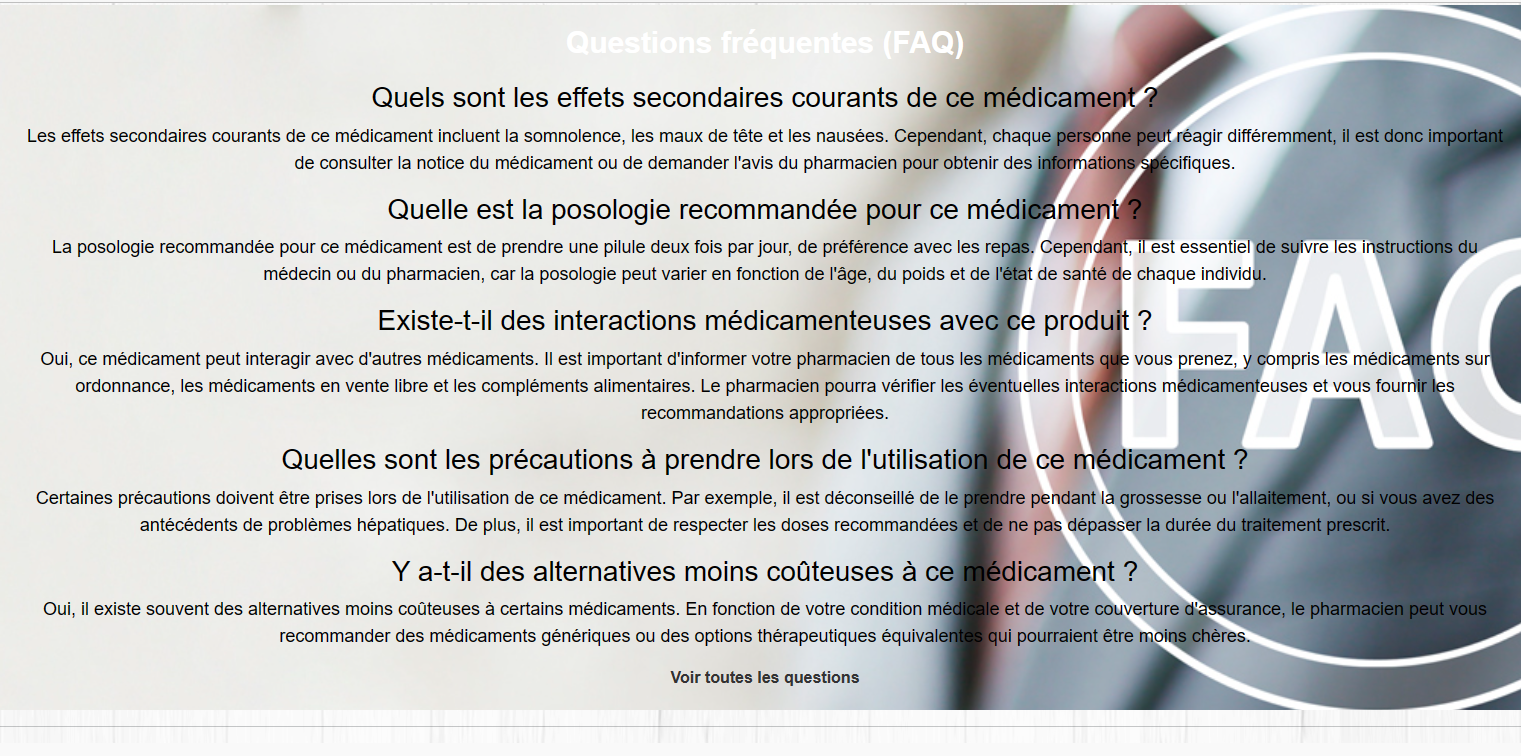 Questions fréquentes (FAQ)
Quels sont les effets secondaires courants de ce médicament ?
Les effets secondaires courants de ce médicament incluent la somnolence, les maux de tête et les nausées. Cependant, chaque personne peut réagir différemment, il est donc important
de consulter la notice du médicament ou de demander l'avis du pharmacien pour obtenir des informations spécifiques.
Quelle est la posologie recommandée pour ce médicament ?
La posologie recommandée pour ce médicament est de prendre une pilule deux fois par jour, de préférence avec les repas. Cependant, il est essentiel de suivre les instructions du
médecin ou du pharmacien, car la posologie peut varier en fonction de l'âge, du poids et de l'état de santé de chaque individu.
Existe-t-il des interactions médicamenteuses avec ce produit ?
Oui, ce médicament peut interagir avec d'autres médicaments. Il est important d'informer votre pharmacien de tous les médicaments que vous prenez, y compris les médicaments sur
ordonnance, les médicaments en vente libre et les compléments alimentaires. Le pharmacien pourra vérifier les éventuelles interactions médicamenteuses et vous fournir les
recommandations appropriées.
Quelles sont les précautions à prendre lors de l'utilisation de ce médicament ?
Certaines précautions doivent être prises lors de l'utilisation de ce médicament. Par exemple, il est déconseillé de le prendre pendant la grossesse ou l'allaitement, ou si vous avez des
antécédents de problèmes hépatiques. De plus, il est important de respecter les doses recommandées et de ne pas dépasser la durée du traitement prescrit.
Y a-t-il des alternatives moins coûteuses à ce médicament ?
Oui, il existe souvent des alternatives moins coûteuses à certains médicaments. En fonction de votre condition médicale et de votre couverture d'assurance, le pharmacien peut vous
recommander des médicaments génériques ou des options thérapeutiques équivalentes qui pourraient être moins chères.
Voir toutes les questions
FAQ